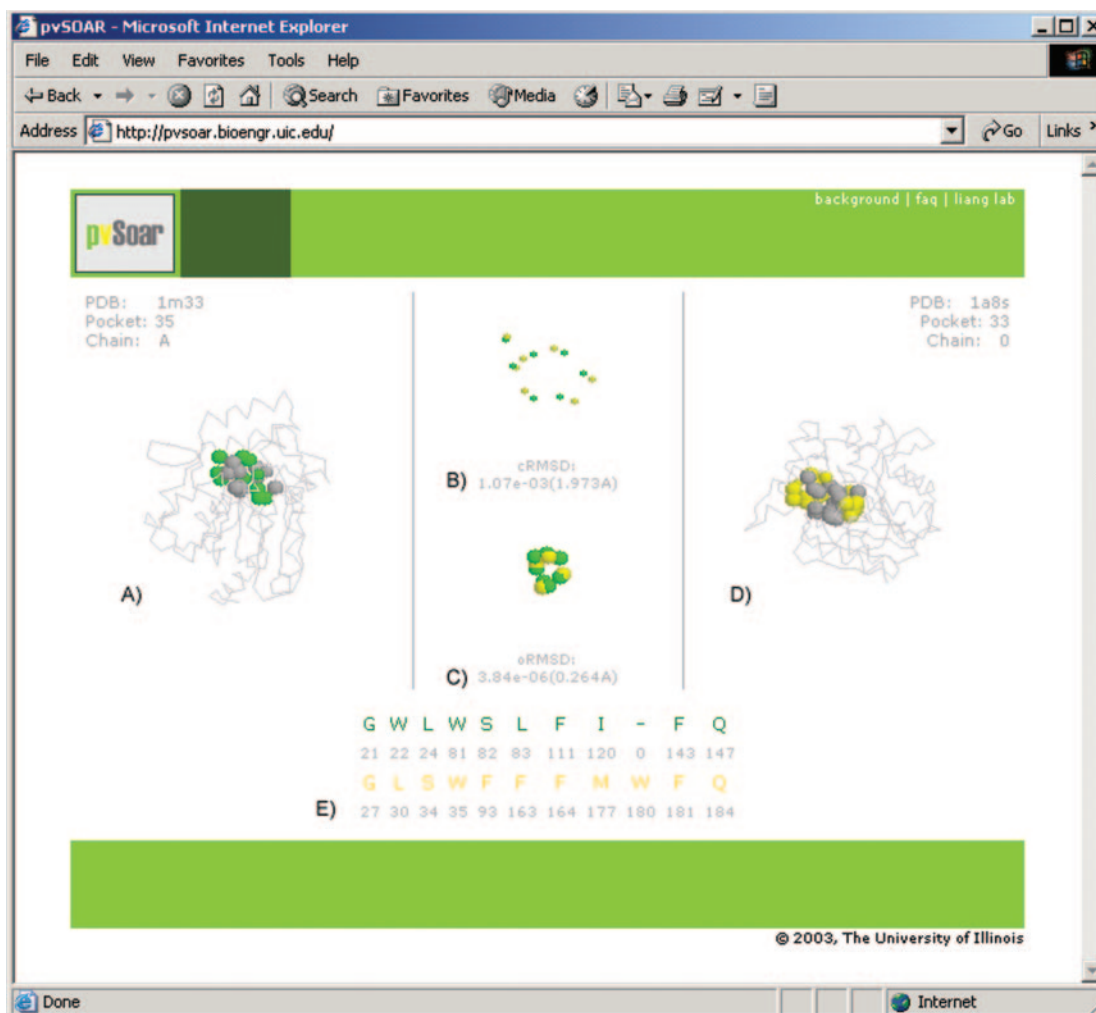 pvSOAR - Microsoft Internet Explorer
File Edit View Favorites Tools Help
Back Search Favorites Media
Address http://pvsoar.bioengr.uic.edu/ Go Links
background | faq | liang lab
pvSoar
PDB: 1m33
Pocket: 35
Chain: A
PDB: 1a8s
Pocket: 33
Chain: 0
A)
B) cRMSD:
1.07e-03(1.973A)
C) oRMSD:
3.84e-06(0.264A)
D)
G W L W S L F I - F Q
21 22 24 81 82 83 111 120 0 143 147
G L S W F F F M W F Q
E) 27 30 34 35 93 163 164 177 180 181 184
© 2003, The University of Illinois
Done Internet